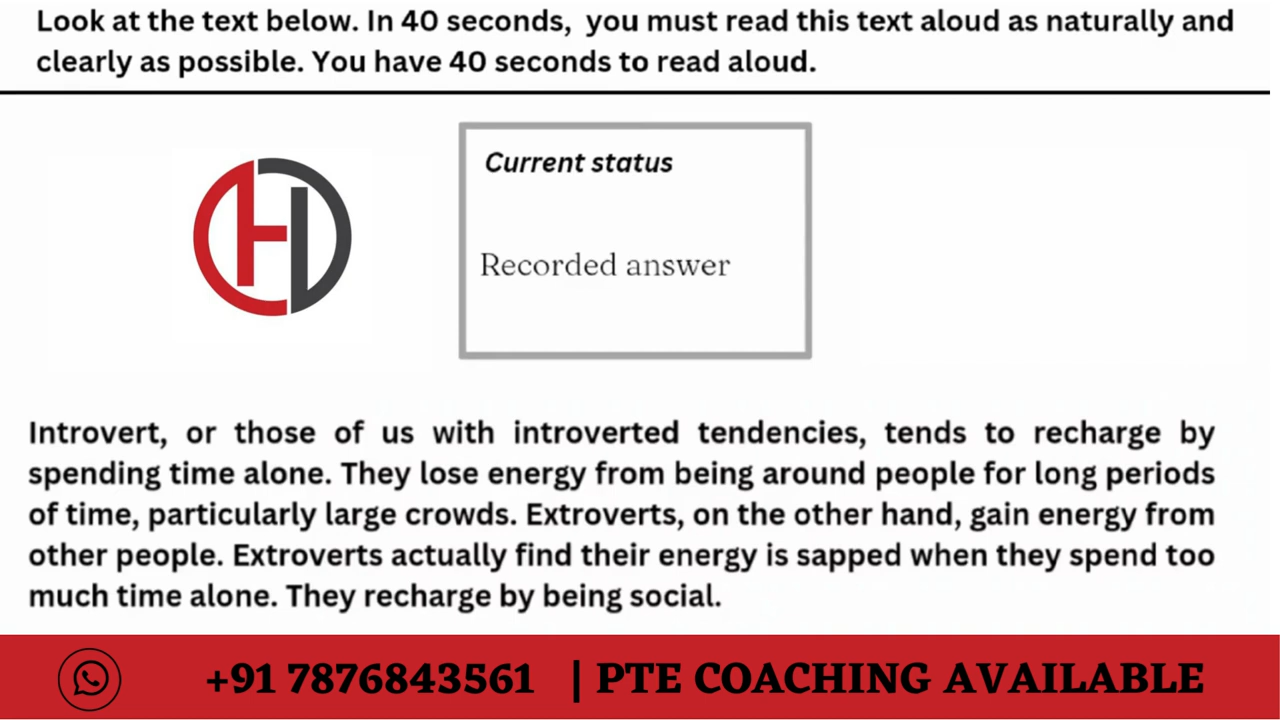 Look at the text below. In 40 seconds, you must read this text aloud as naturally and
clearly as possible. You have 40 seconds to read aloud.
Current status
Recorded answer
Introvert, or those of us with introverted tendencies, tends to recharge by
spending time alone. They lose energy from being around people for long periods
of time, particularly large crowds. Extroverts, on the other hand, gain energy from
other people. Extroverts actually find their energy is sapped when they spend too
much time alone. They recharge by being social.
+91 7876843561 | PTE COACHING AVAILABLE